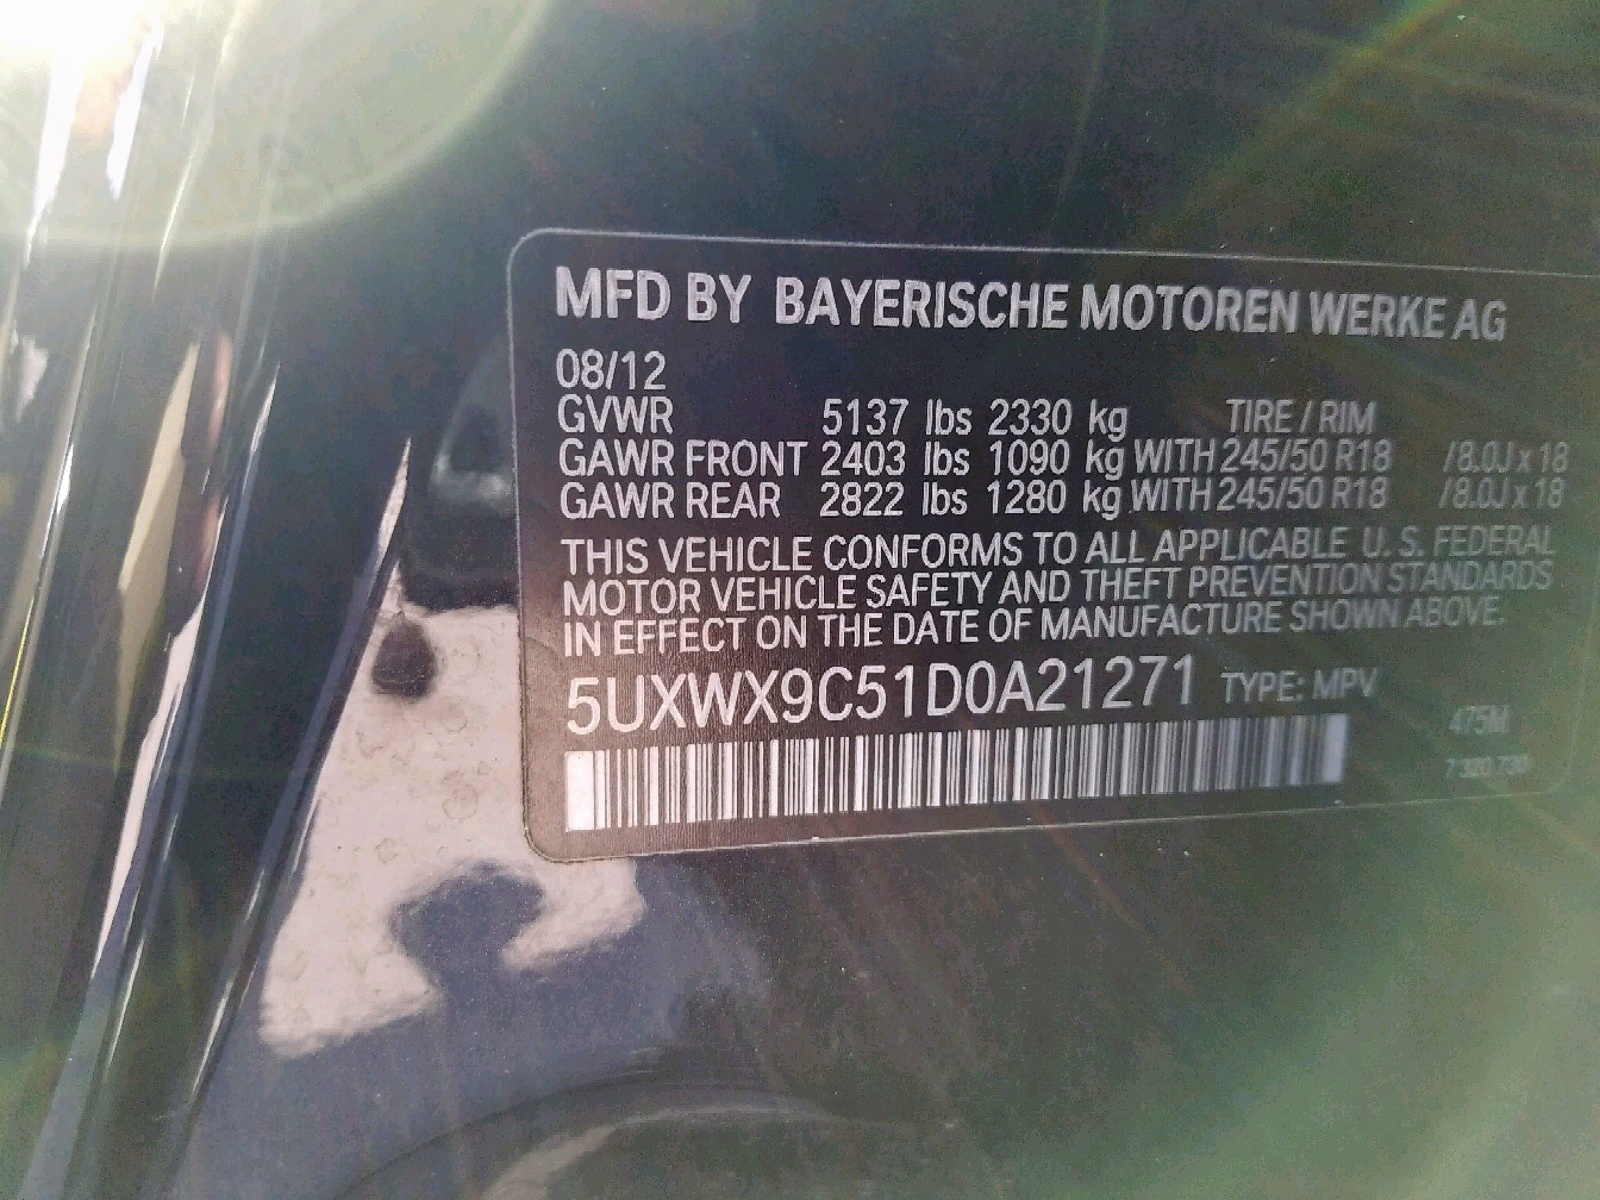 MFD BY BAYERISCHE MOTOREN WERKE AG
08/12
GVWR 5137 lbs 2330 kg TIRE / RIM
GAWR FRONT 2403 lbs 1090 kg WITH 245/50 R18 /8.0J x 18
GAWR REAR 2822 lbs 1280 kg WITH 245/50 R18 /8.0J x 18
THIS VEHICLE CONFORMS TO ALL APPLICABLE U. S. FEDERAL
MOTOR VEHICLE SAFETY AND THEFT PREVENTION STANDARDS
IN EFFECT ON THE DATE OF MANUFACTURE SHOWN ABOVE.
5UXWX9C51D0A21271 TYPE: MPV
475M
7 320 730